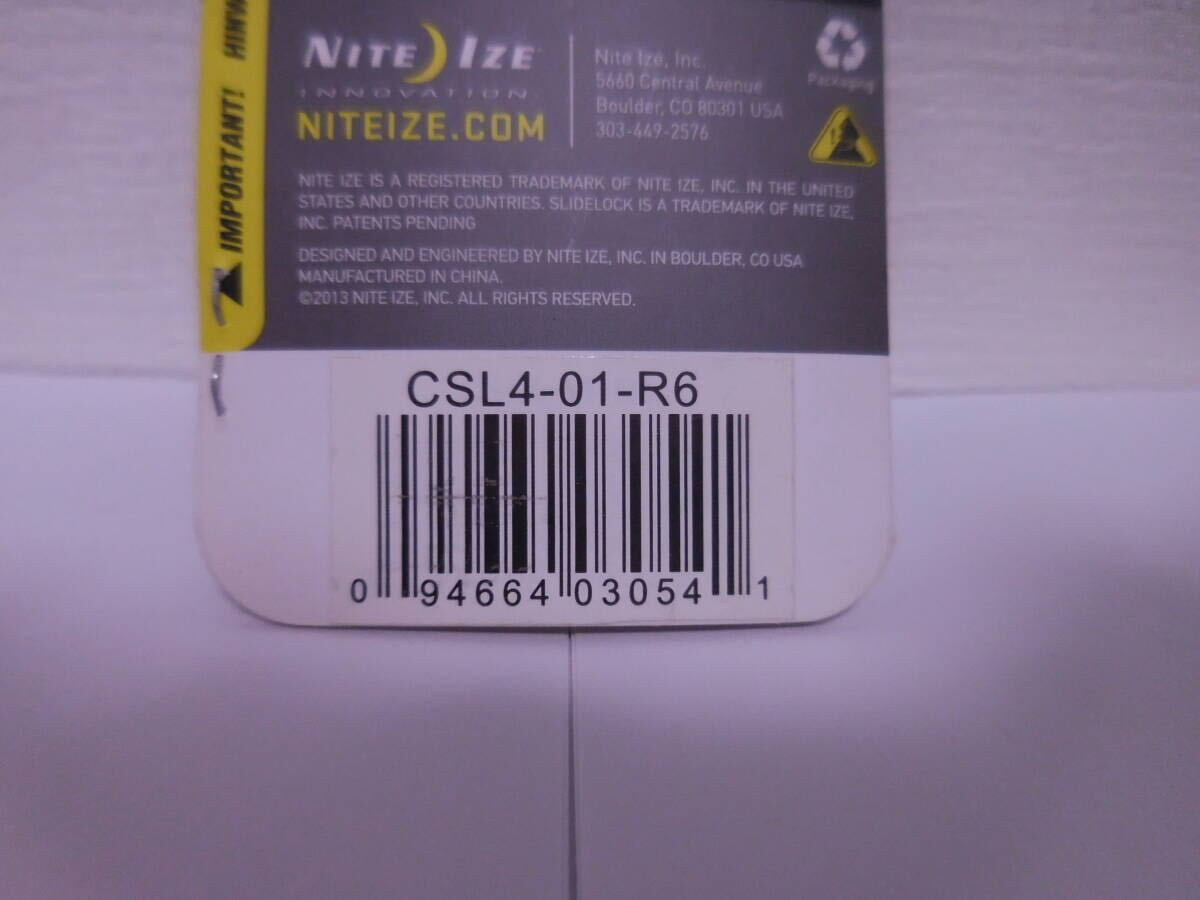 IMPORTANT! HINW
NITE IZE
INNOVATION
NITEIZE.COM
Nite Ize, Inc.
5660 Central Avenue
Boulder, CO 80301 USA
303-449-2576
Packaging
NITE IZE IS A REGISTERED TRADEMARK OF NITE IZE, INC. IN THE UNITED
STATES AND OTHER COUNTRIES. SLIDELOCK IS A TRADEMARK OF NITE IZE,
INC. PATENTS PENDING
DESIGNED AND ENGINEERED BY NITE IZE, INC. IN BOULDER, CO USA
MANUFACTURED IN CHINA.
©2013 NITE IZE, INC. ALL RIGHTS RESERVED.
CSL4-01-R6
0 94664 03054 1